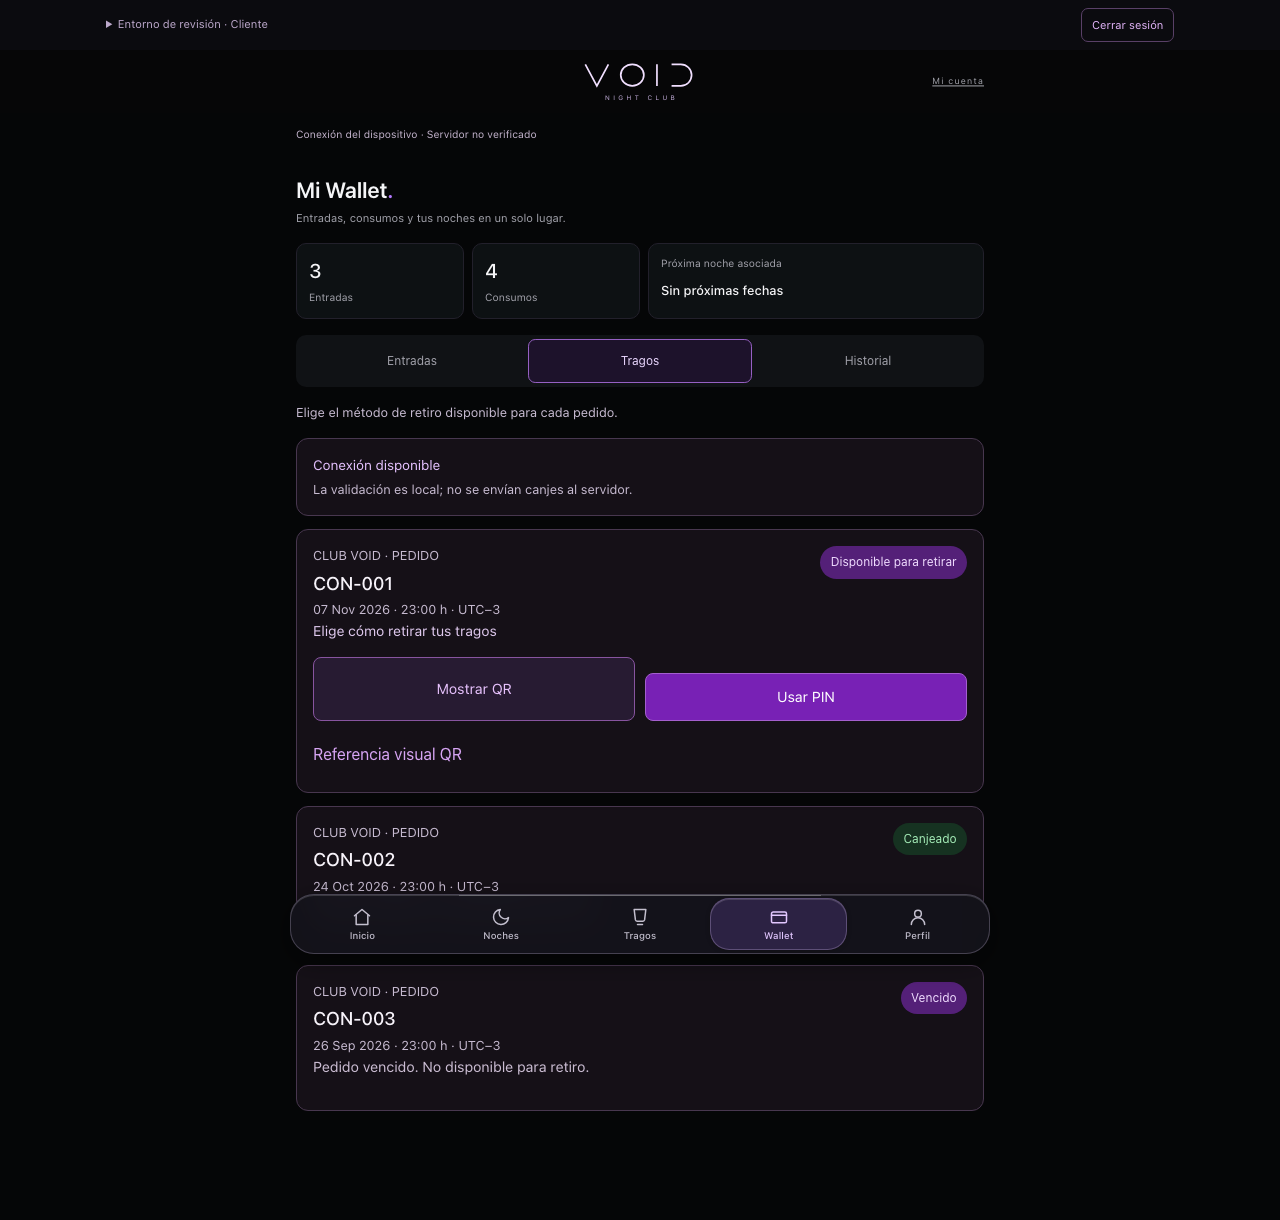 Entorno de revisión · Cliente
Cerrar sesión
VOID
NIGHT CLUB
Mi cuenta
Conexión del dispositivo · Servidor no verificado
Mi Wallet.
Entradas, consumos y tus noches en un solo lugar.
3
Entradas
4
Consumos
Próxima noche asociada
Sin próximas fechas
Entradas
Tragos
Historial
Elige el método de retiro disponible para cada pedido.
Conexión disponible
La validación es local; no se envían canjes al servidor.
CLUB VOID · PEDIDO
Disponible para retirar
CON-001
07 Nov 2026 · 23:00 h · UTC−3
Elige cómo retirar tus tragos
Mostrar QR
Usar PIN
Referencia visual QR
CLUB VOID · PEDIDO
Canjeado
CON-002
24 Oct 2026 · 23:00 h · UTC−3
Inicio
Noches
Tragos
Wallet
Perfil
CLUB VOID · PEDIDO
Vencido
CON-003
26 Sep 2026 · 23:00 h · UTC−3
Pedido vencido. No disponible para retiro.